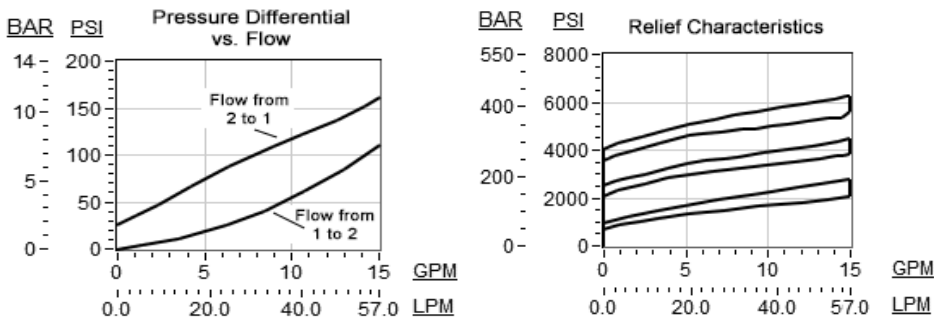 Pressure Differential
vs. Flow
BAR PSI
14 200
150
10
100
5
50
0 0
Flow from
2 to 1
Flow from
1 to 2
0 5 10 15 GPM
0.0 20.0 40.0 57.0 LPM
Relief Characteristics
BAR PSI
550 8000
400 6000
4000
200
2000
0 0
0 5 10 15 GPM
0.0 20.0 40.0 57.0 LPM